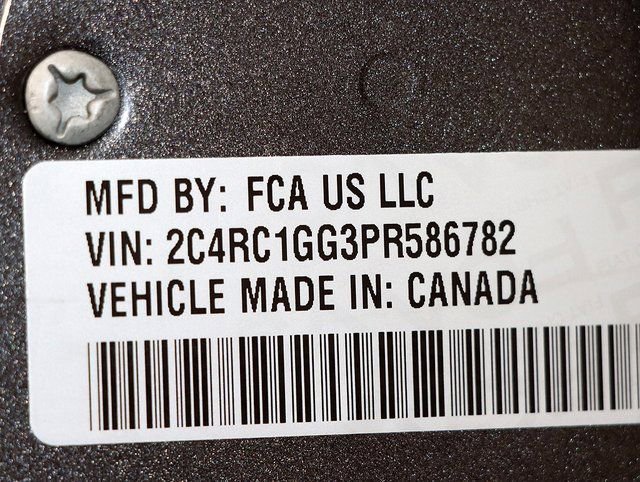 MFD BY: FCA US LLC
VIN: 2C4RC1GG3PR586782
VEHICLE MADE IN: CANADA